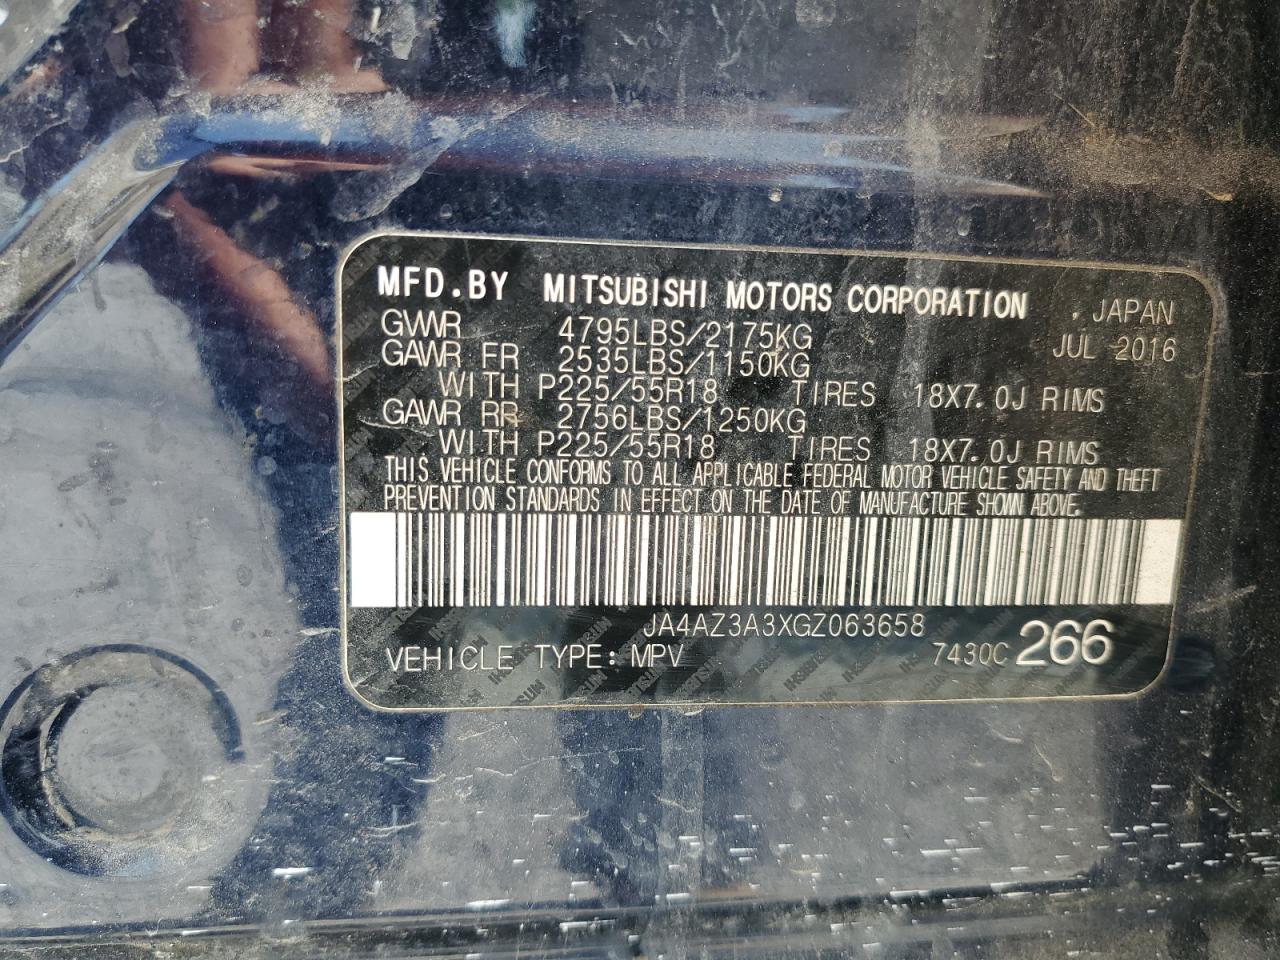 MFD.BY MITSUBISHI MOTORS CORPORATION , JAPAN
GVWR 4795LBS/2175KG JUL 2016
GAWR FR 2535LBS/1150KG
WITH P225/55R18 TIRES 18X7.0J RIMS
GAWR RR 2756LBS/1250KG
WITH P225/55R18 TIRES 18X7.0J RIMS
THIS VEHICLE CONFORMS TO ALL APPLICABLE FEDERAL MOTOR VEHICLE SAFETY AND THEFT
PREVENTION STANDARDS IN EFFECT ON THE DATE OF MANUFACTURE SHOWN ABOVE.
JA4AZ3A3XGZ063658
VEHICLE TYPE: MPV 7430C 266